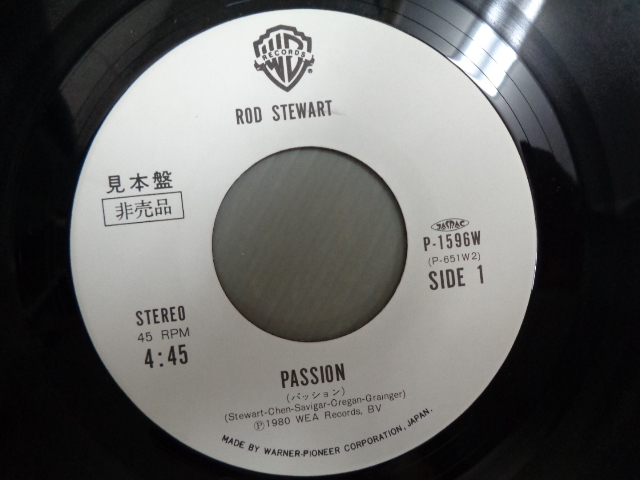 WB
RECORDS
®
ROD STEWART
見本盤
非売品
P-1596W
(P-651W2)
SIDE 1
STEREO
45 RPM
4:45
PASSION
(パッション)
(Stewart-Chen-Savigar-Cregan-Grainger)
Ⓟ1980 WEA Records, BV
MADE BY WARNER-PIONEER CORPORATION, JAPAN.